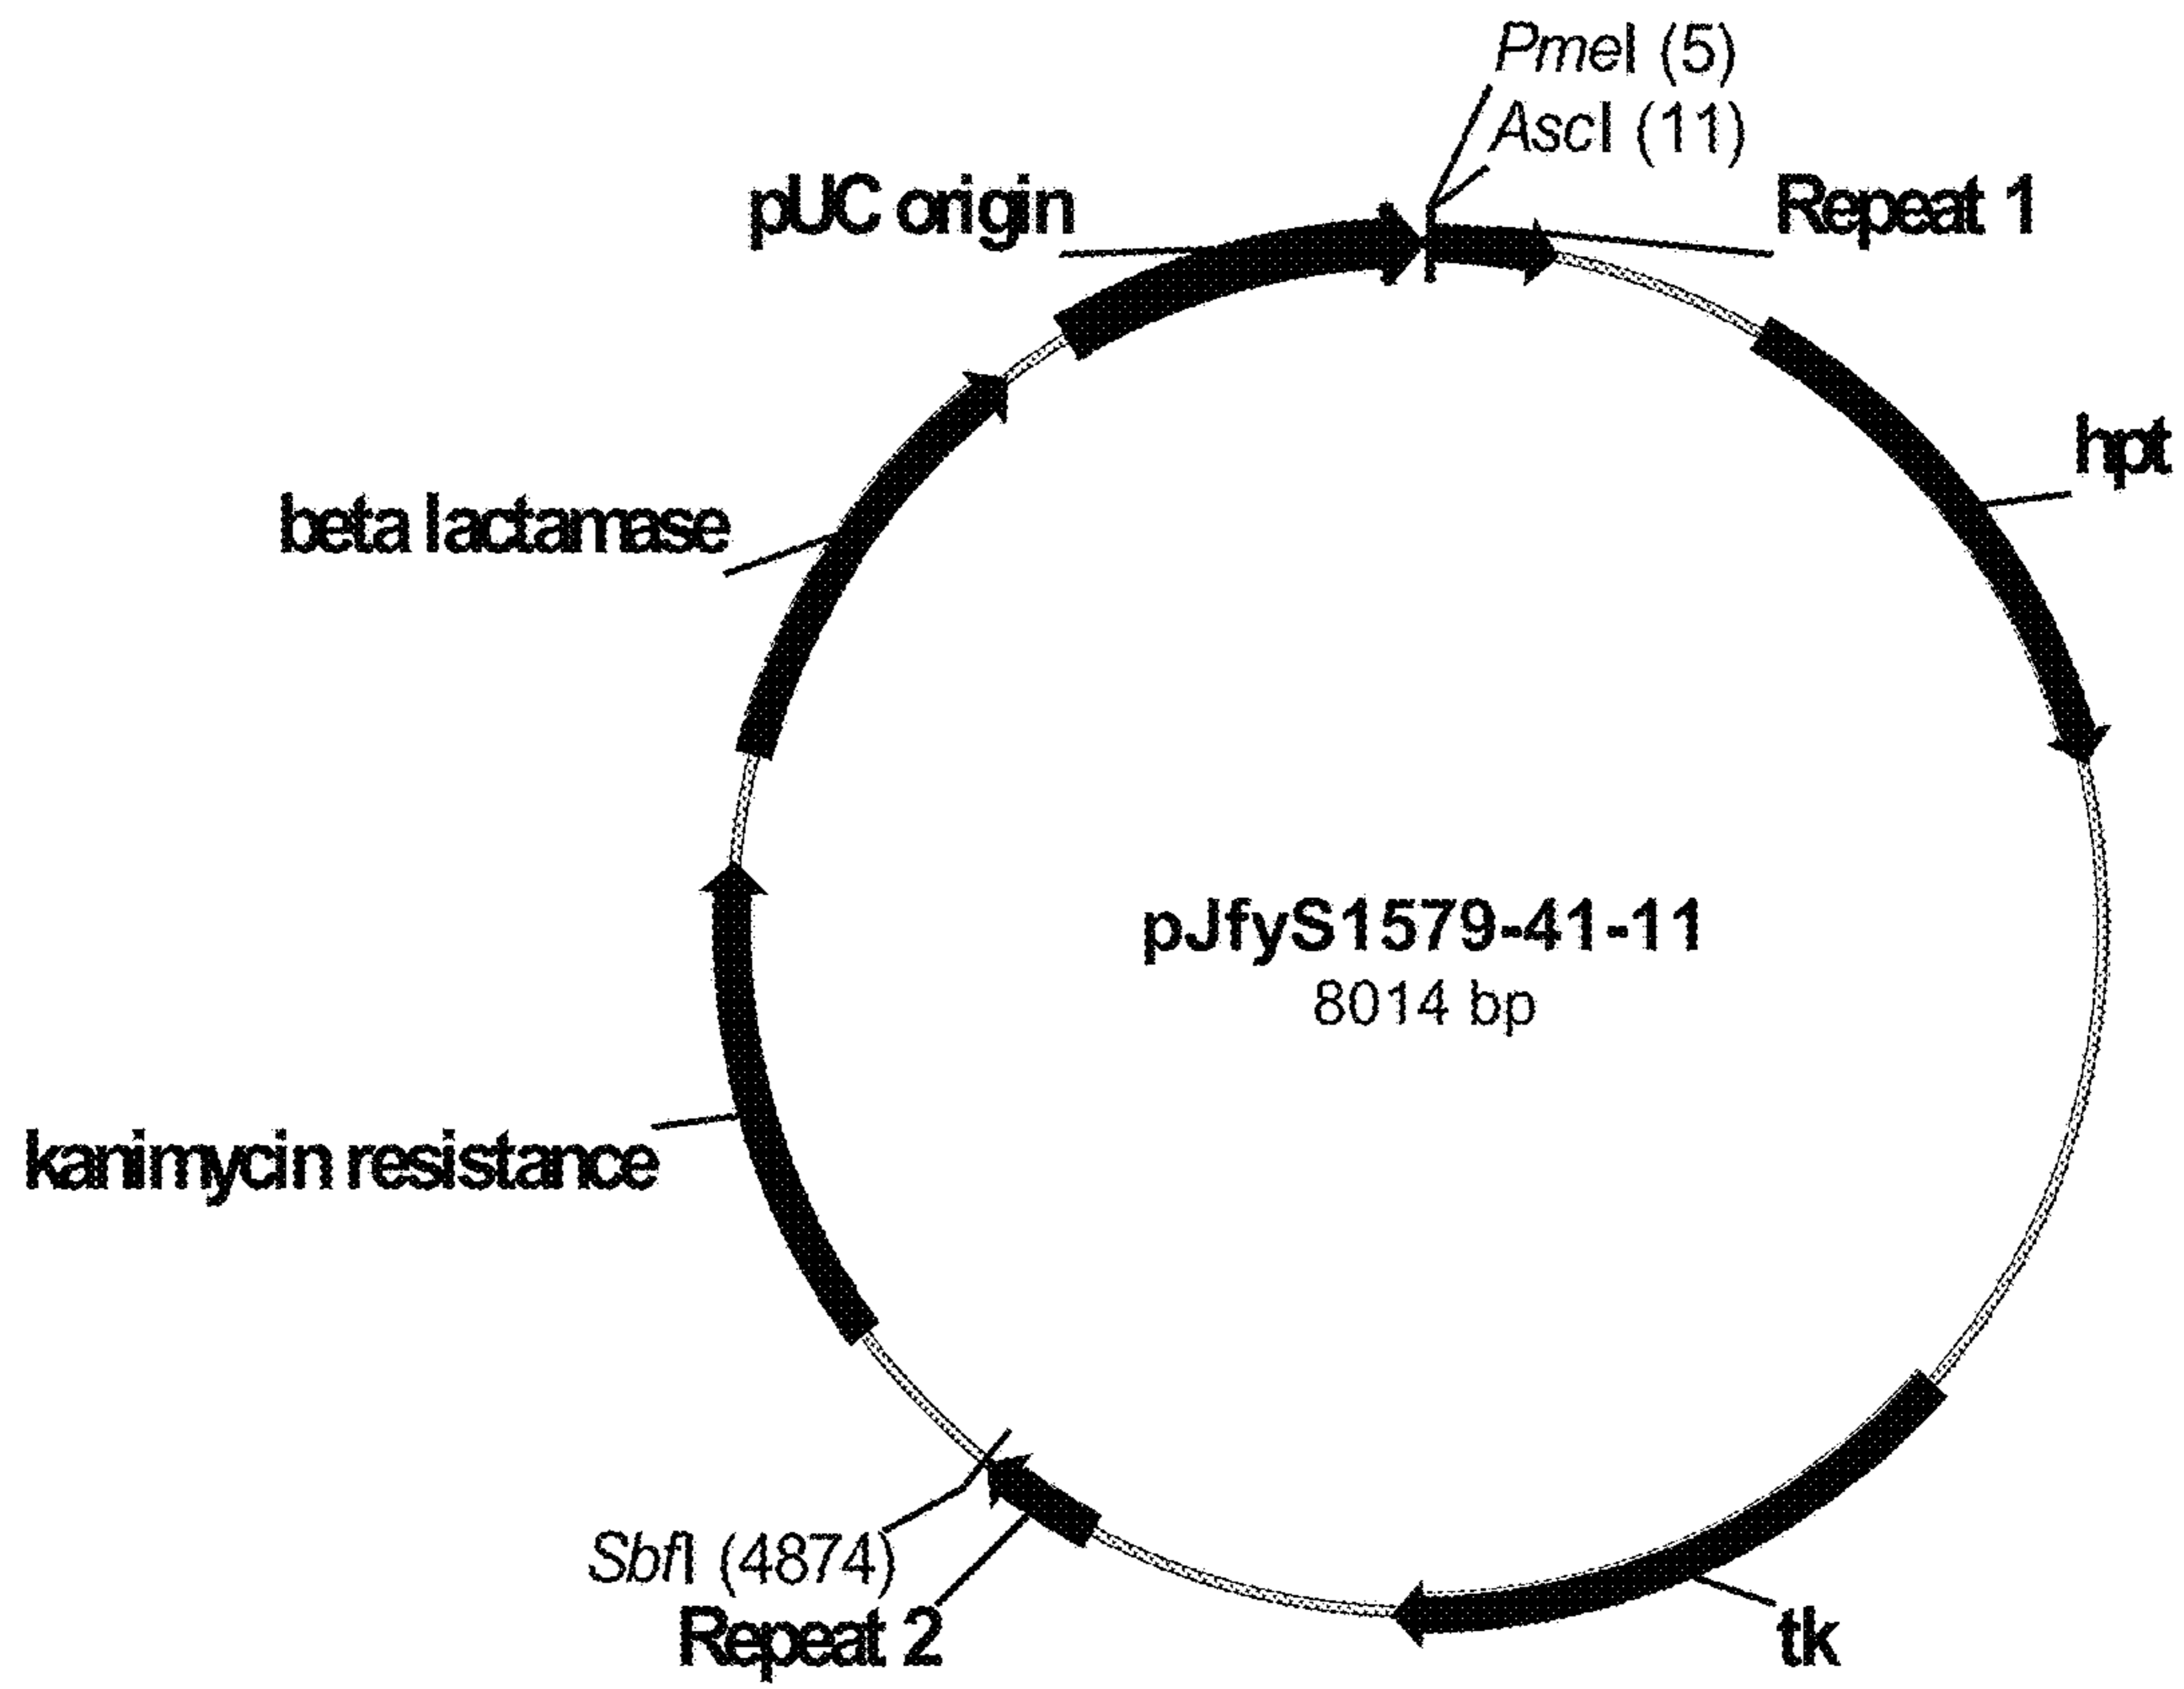 PmeI (5)
AscI (11)
pUC origin
Repeat 1
hpt
beta lactamase
pJfyS1579-41-11
8014 bp
kanimycin resistance
SbfI (4874)
Repeat 2
tk